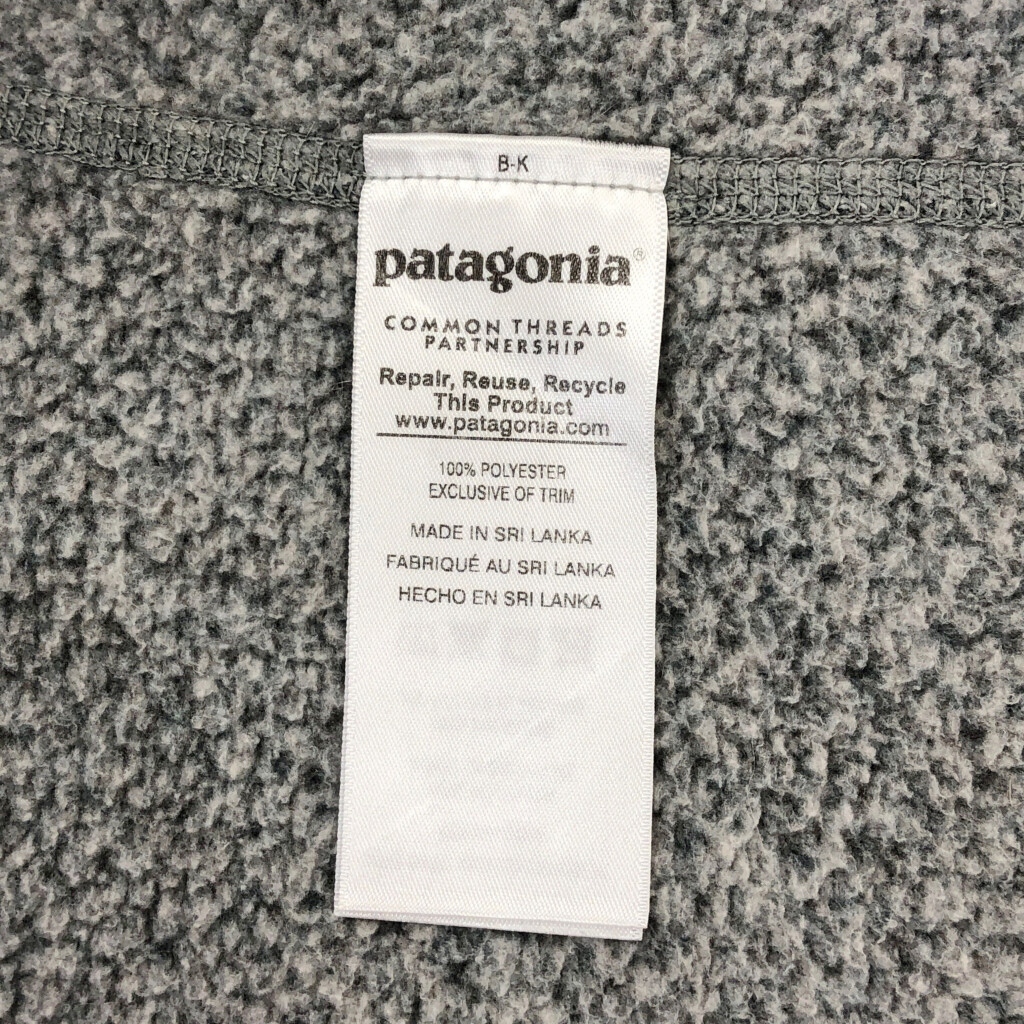 B-K
patagonia®
COMMON THREADS
PARTNERSHIP
Repair, Reuse, Recycle
This Product
www.patagonia.com
100% POLYESTER
EXCLUSIVE OF TRIM
MADE IN SRI LANKA
FABRIQUÉ AU SRI LANKA
HECHO EN SRI LANKA